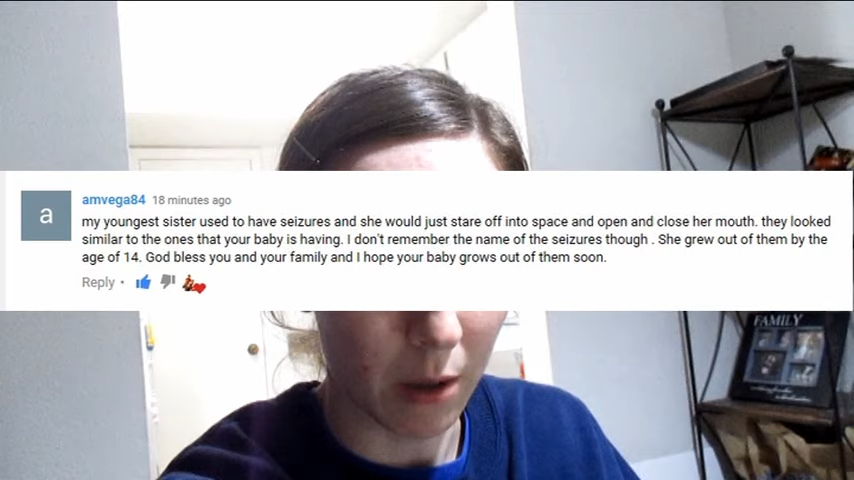 a
amvega84 18 minutes ago
my youngest sister used to have seizures and she would just stare off into space and open and close her mouth. they looked
similar to the ones that your baby is having. I don't remember the name of the seizures though . She grew out of them by the
age of 14. God bless you and your family and I hope your baby grows out of them soon.
Reply •
FAMILY